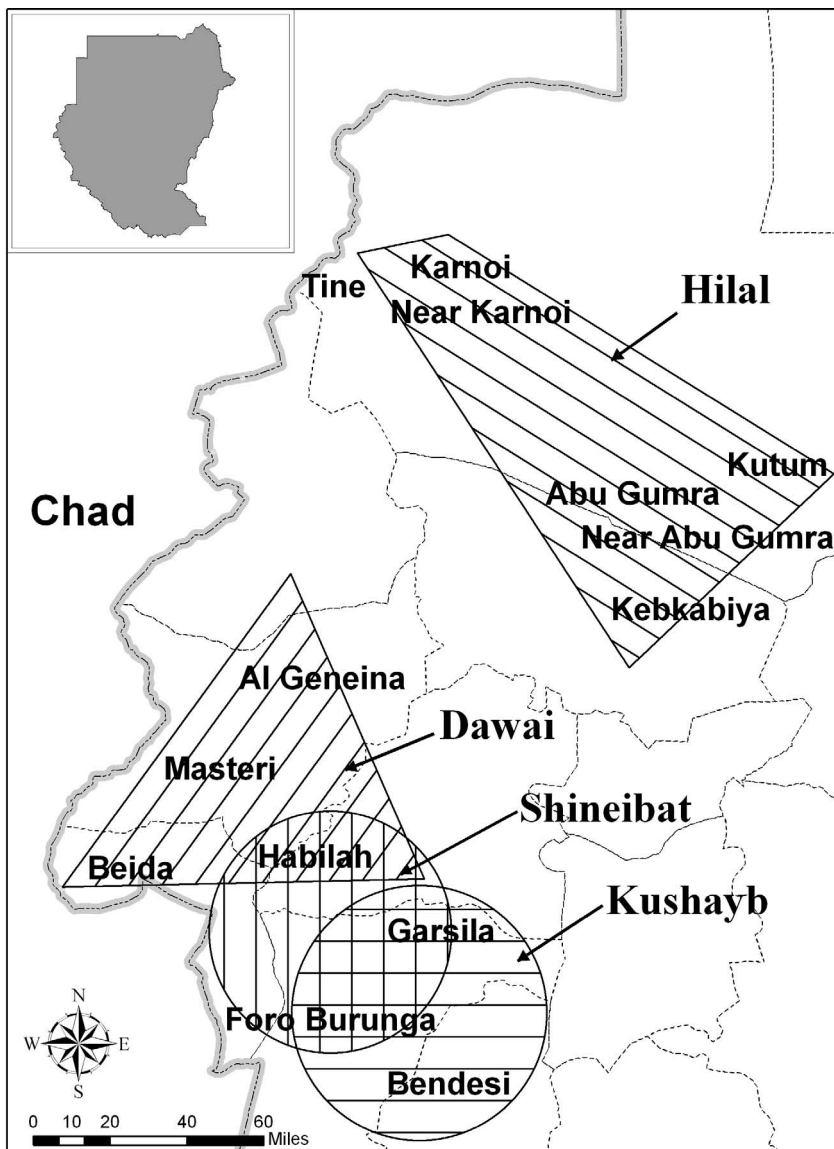 Karnoi
Tine
Hilal
Near Karnoi
Kutum
Abu Gumra
Chad
Near Abu Gumra
Kebkabiya
Al Geneina
Dawai
Masteri
Shineibat
Habilah
Beida
Kushayb
Garsila
Foro Burunga
N
W
E
S
Bendesi
0 10 20 40 60
Miles